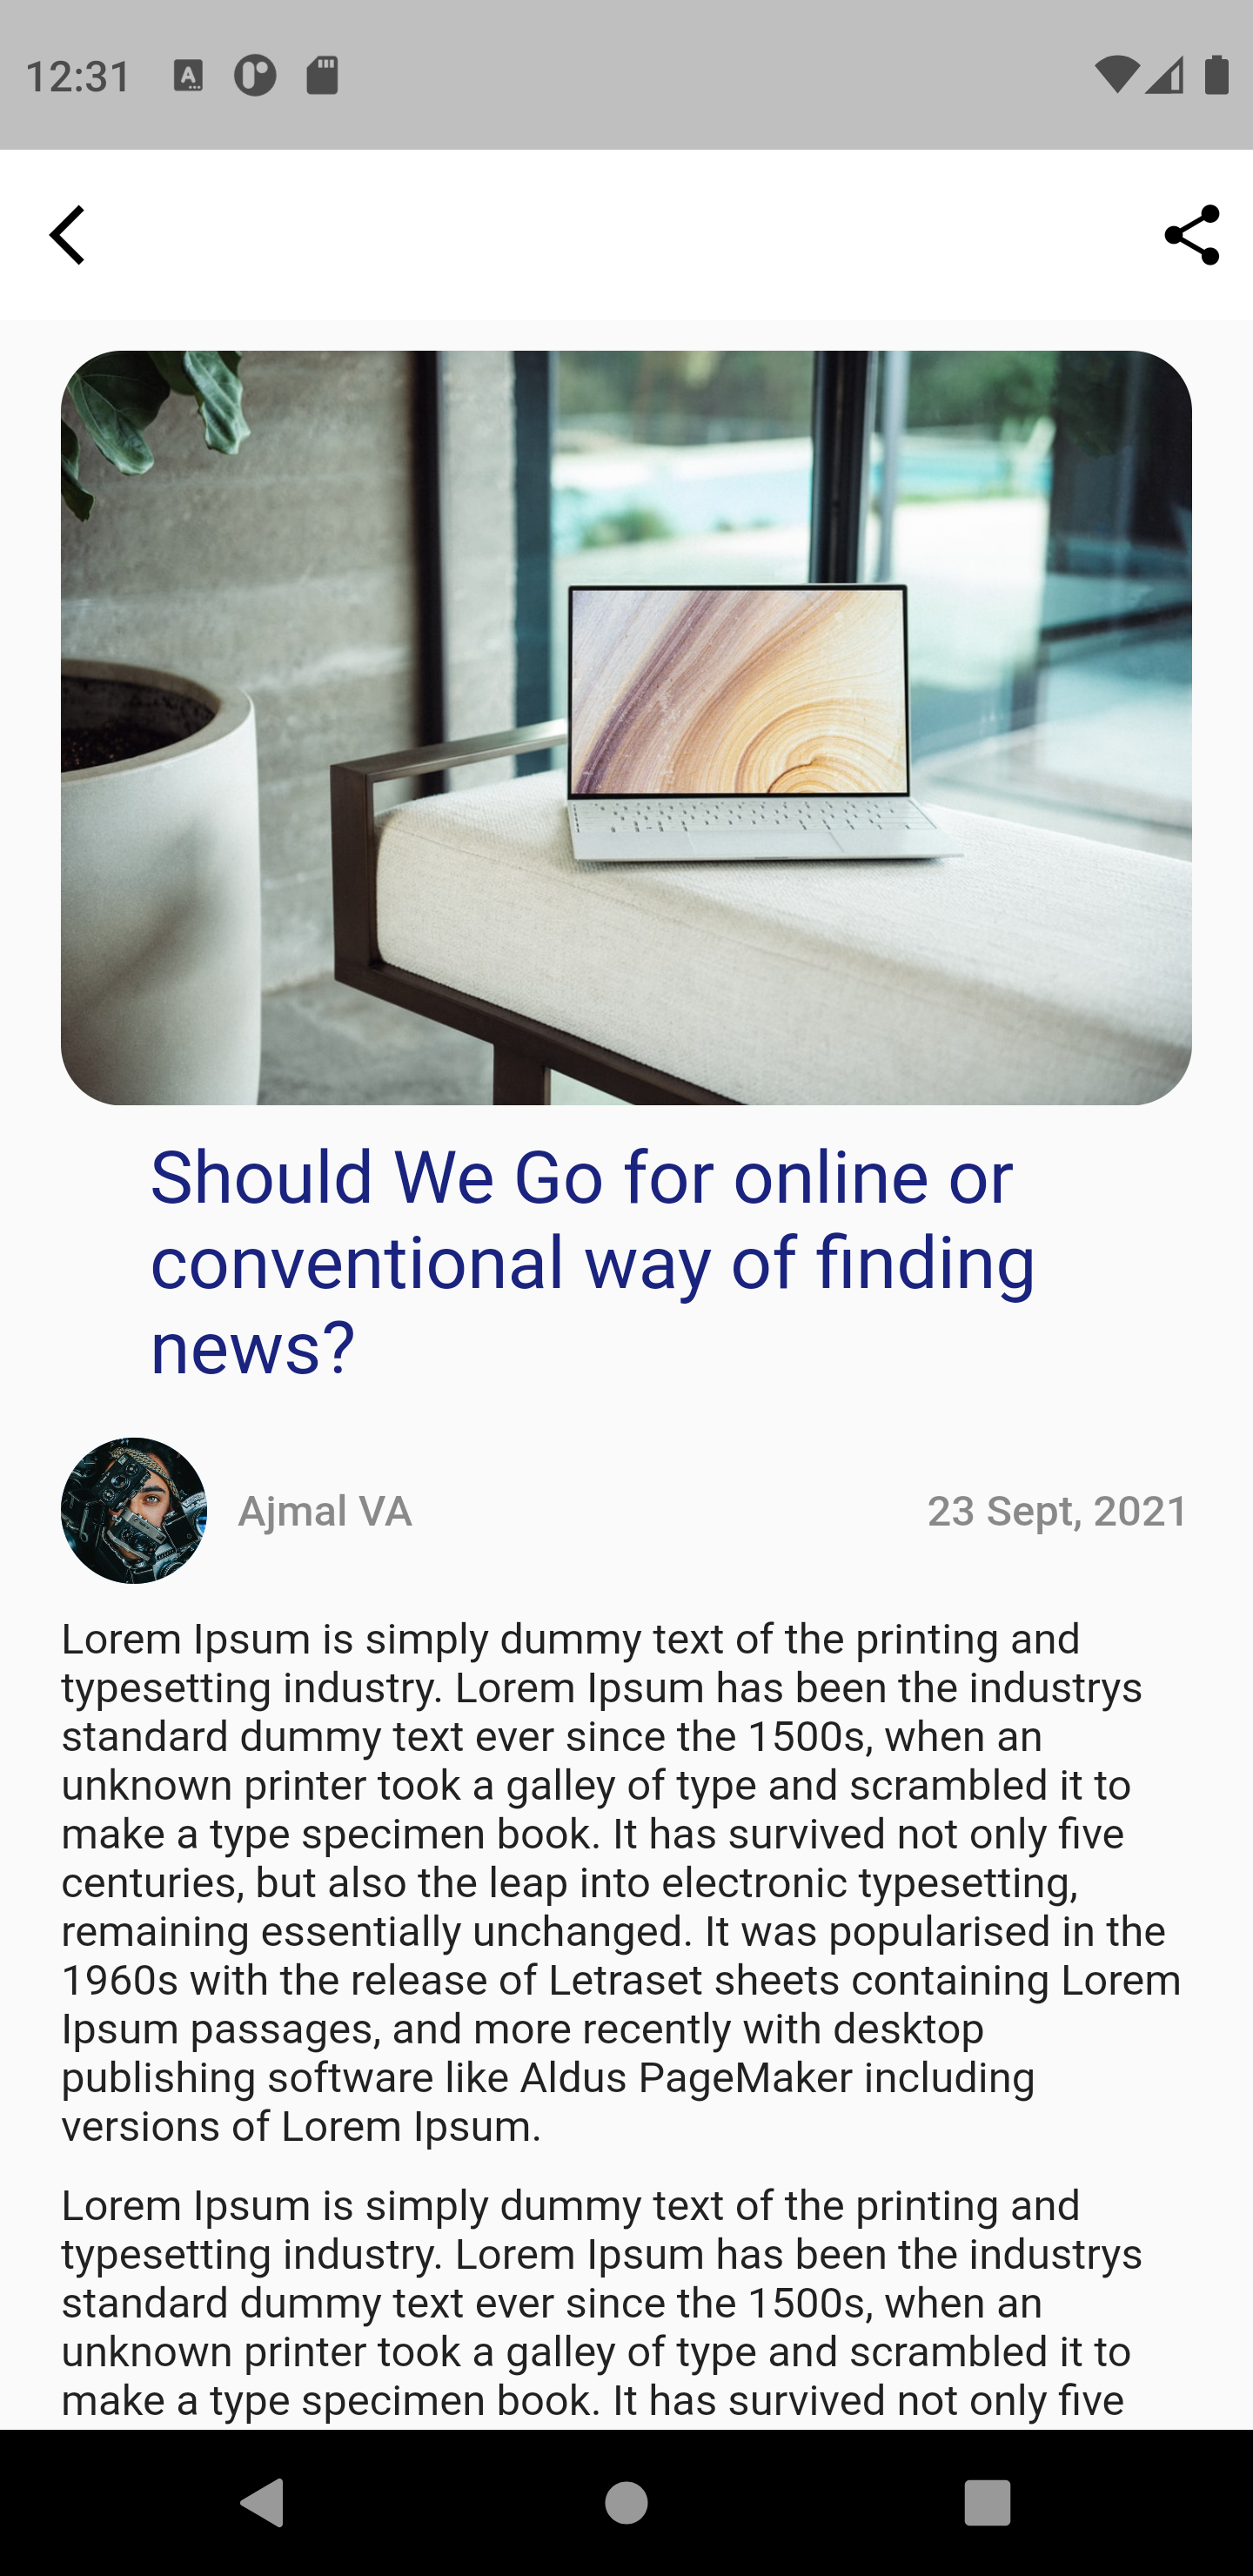 12:31
Should We Go for online or
conventional way of finding
news?
Ajmal VA
23 Sept, 2021
Lorem Ipsum is simply dummy text of the printing and
typesetting industry. Lorem Ipsum has been the industrys
standard dummy text ever since the 1500s, when an
unknown printer took a galley of type and scrambled it to
make a type specimen book. It has survived not only five
centuries, but also the leap into electronic typesetting,
remaining essentially unchanged. It was popularised in the
1960s with the release of Letraset sheets containing Lorem
Ipsum passages, and more recently with desktop
publishing software like Aldus PageMaker including
versions of Lorem Ipsum.
Lorem Ipsum is simply dummy text of the printing and
typesetting industry. Lorem Ipsum has been the industrys
standard dummy text ever since the 1500s, when an
unknown printer took a galley of type and scrambled it to
make a type specimen book. It has survived not only five